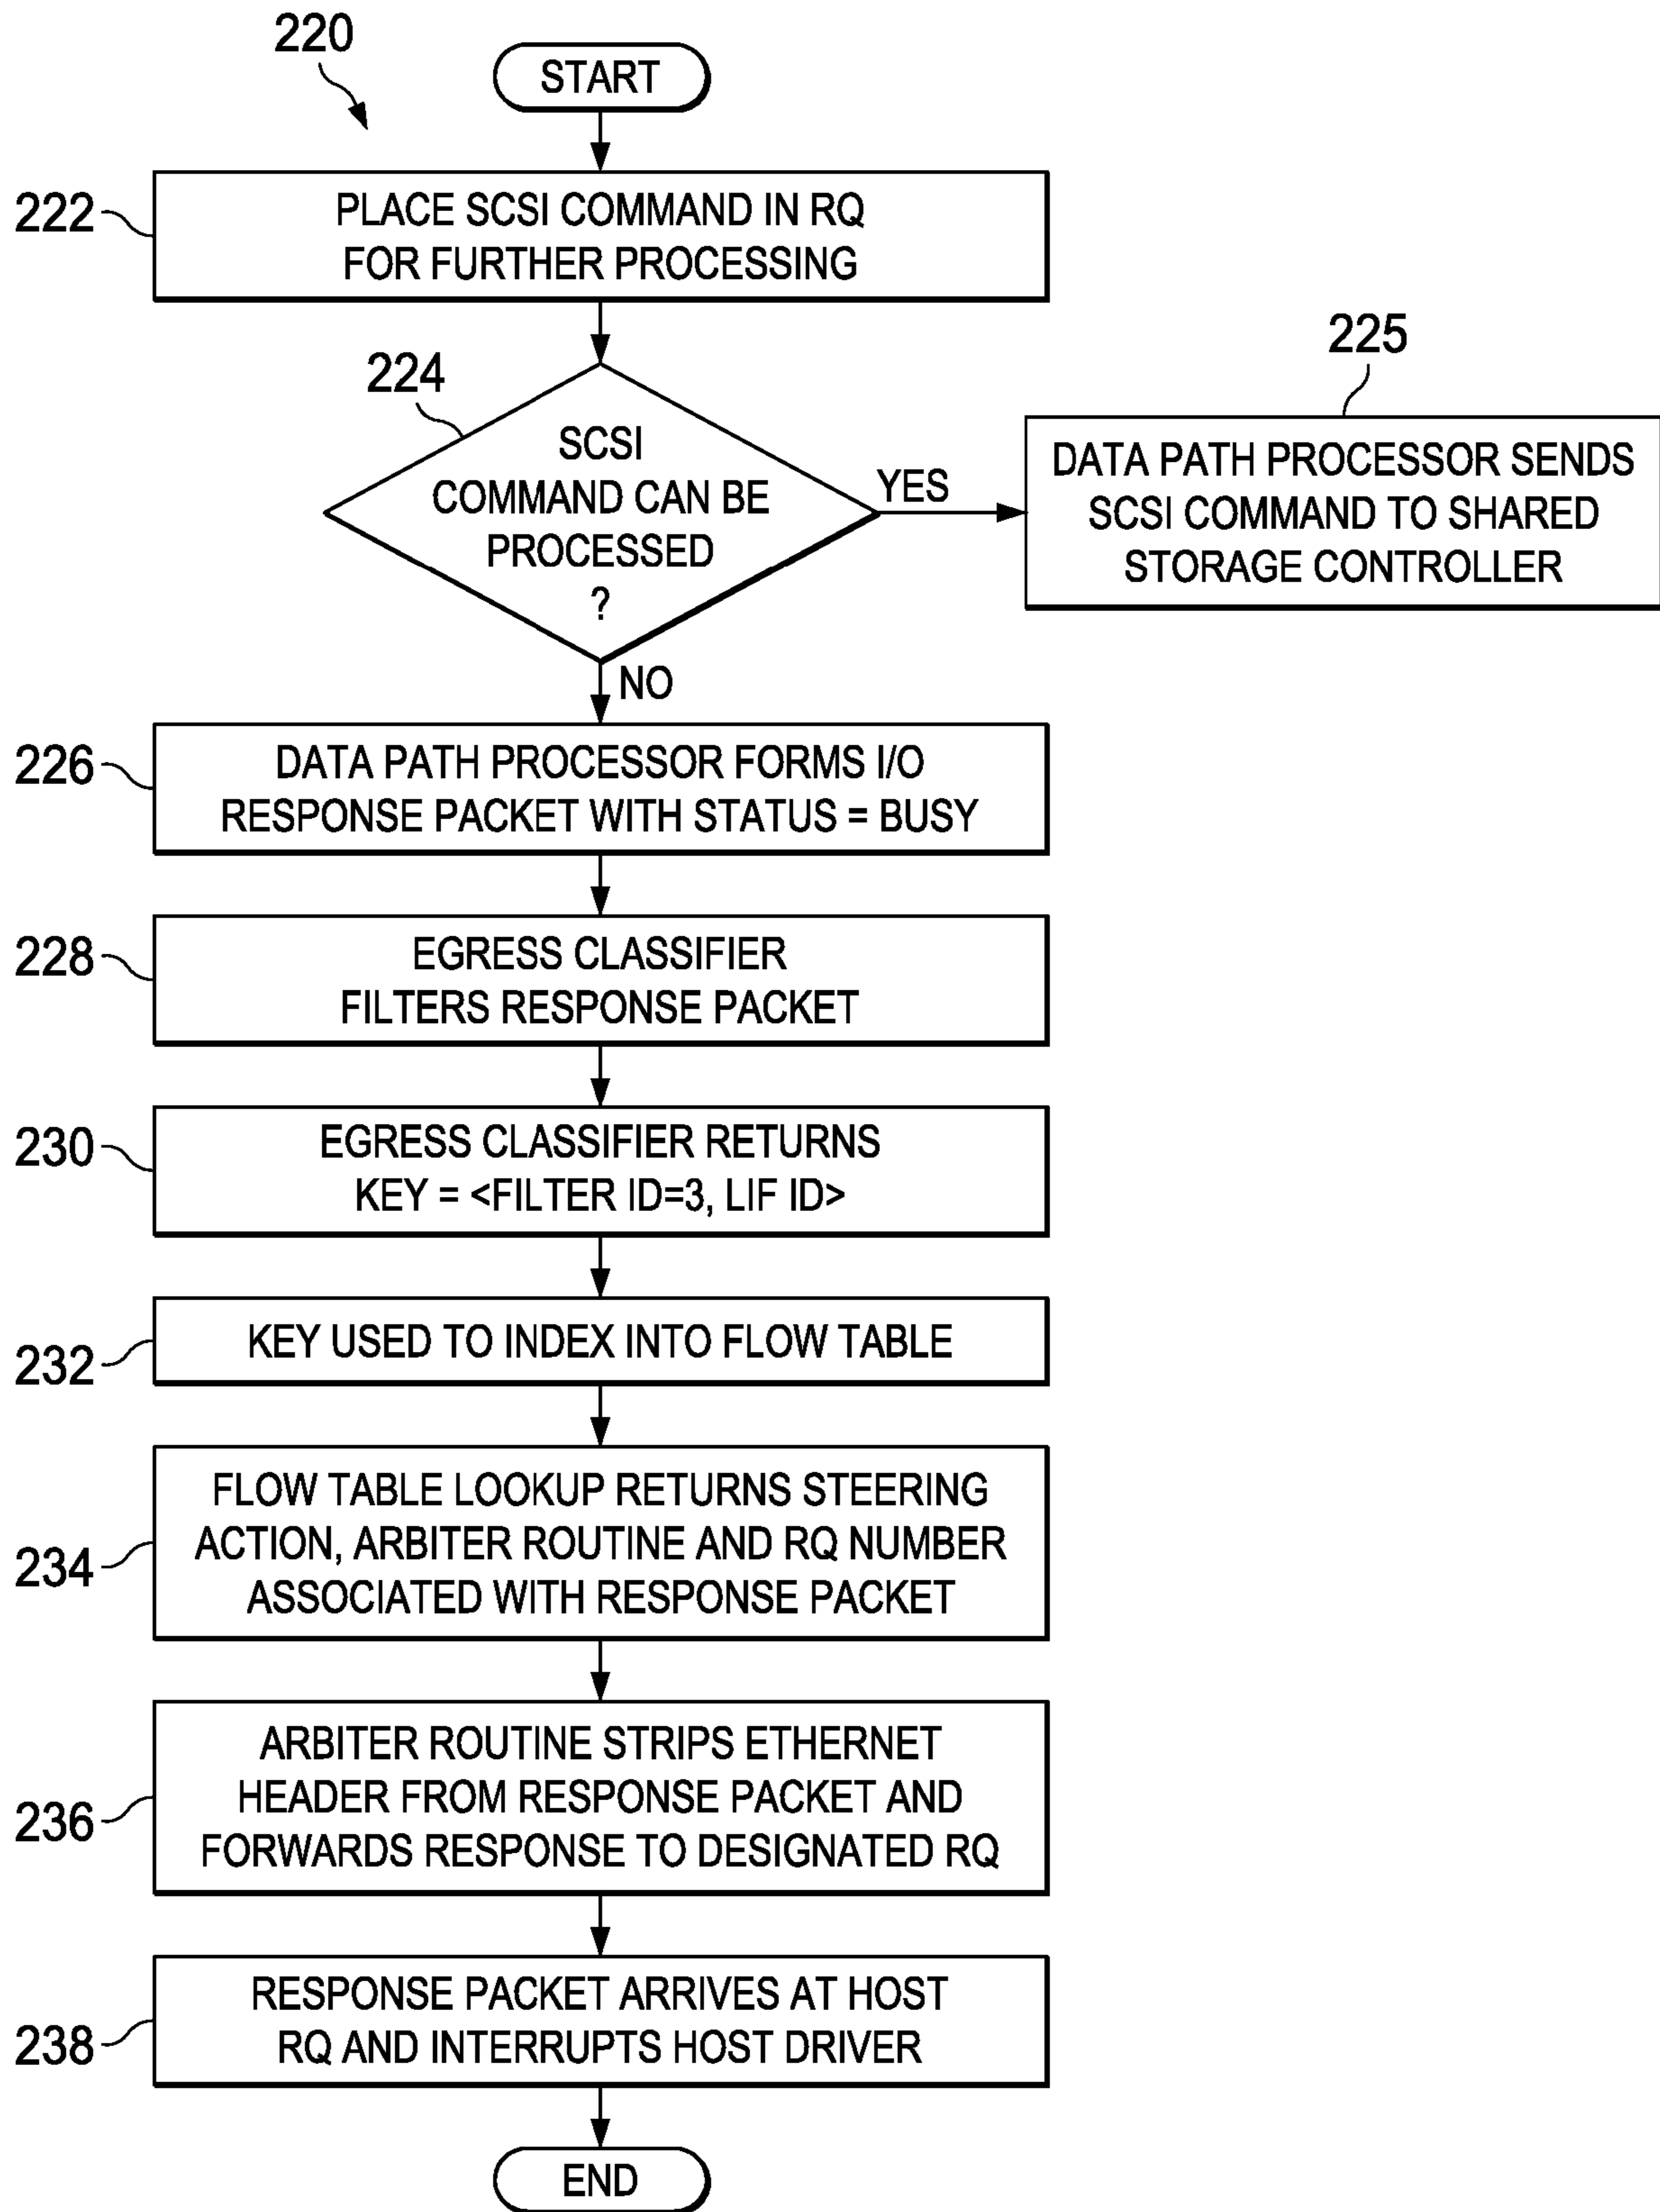 220
START
222
PLACE SCSI COMMAND IN RQ
FOR FURTHER PROCESSING
224
SCSI
COMMAND CAN BE
PROCESSED
?
YES
225
DATA PATH PROCESSOR SENDS
SCSI COMMAND TO SHARED
STORAGE CONTROLLER
NO
226
DATA PATH PROCESSOR FORMS I/O
RESPONSE PACKET WITH STATUS = BUSY
228
EGRESS CLASSIFIER
FILTERS RESPONSE PACKET
230
EGRESS CLASSIFIER RETURNS
KEY = <FILTER ID=3, LIF ID>
232
KEY USED TO INDEX INTO FLOW TABLE
234
FLOW TABLE LOOKUP RETURNS STEERING
ACTION, ARBITER ROUTINE AND RQ NUMBER
ASSOCIATED WITH RESPONSE PACKET
236
ARBITER ROUTINE STRIPS ETHERNET
HEADER FROM RESPONSE PACKET AND
FORWARDS RESPONSE TO DESIGNATED RQ
238
RESPONSE PACKET ARRIVES AT HOST
RQ AND INTERRUPTS HOST DRIVER
END